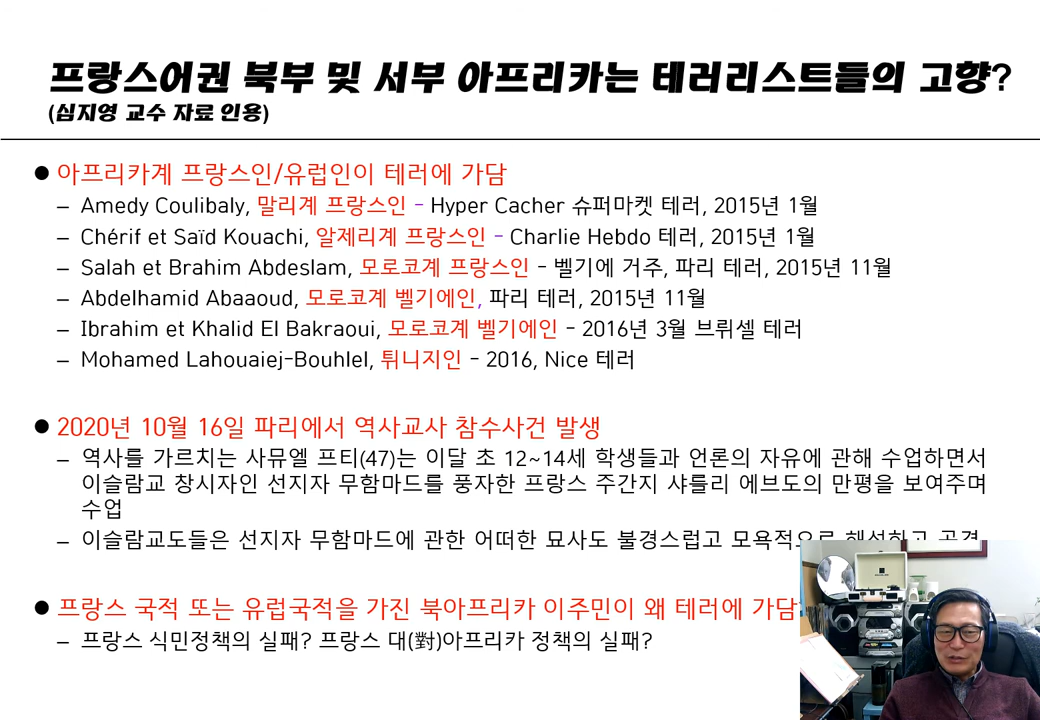 프랑스어권 북부 및 서부 아프리카는 테러리스트들의 고향?
(심지영 교수 자료 인용)
● 아프리카계 프랑스인/유럽인이 테러에 가담
– Amedy Coulibaly, 말리계 프랑스인 – Hyper Cacher 슈퍼마켓 테러, 2015년 1월
– Chérif et Saïd Kouachi, 알제리계 프랑스인 – Charlie Hebdo 테러, 2015년 1월
– Salah et Brahim Abdeslam, 모로코계 프랑스인 – 벨기에 거주, 파리 테러, 2015년 11월
– Abdelhamid Abaaoud, 모로코계 벨기에인, 파리 테러, 2015년 11월
– Ibrahim et Khalid El Bakraoui, 모로코계 벨기에인 – 2016년 3월 브뤼셀 테러
– Mohamed Lahouaiej-Bouhlel, 튀니지인 – 2016, Nice 테러
● 2020년 10월 16일 파리에서 역사교사 참수사건 발생
– 역사를 가르치는 사뮤엘 프티(47)는 이달 초 12~14세 학생들과 언론의 자유에 관해 수업하면서
이슬람교 창시자인 선지자 무함마드를 풍자한 프랑스 주간지 샤를리 에브도의 만평을 보여주며
수업
– 이슬람교도들은 선지자 무함마드에 관한 어떠한 묘사도 불경스럽고 모욕적으로
● 프랑스 국적 또는 유럽국적을 가진 북아프리카 이주민이 왜 테러에 가담
– 프랑스 식민정책의 실패? 프랑스 대(對)아프리카 정책의 실패?